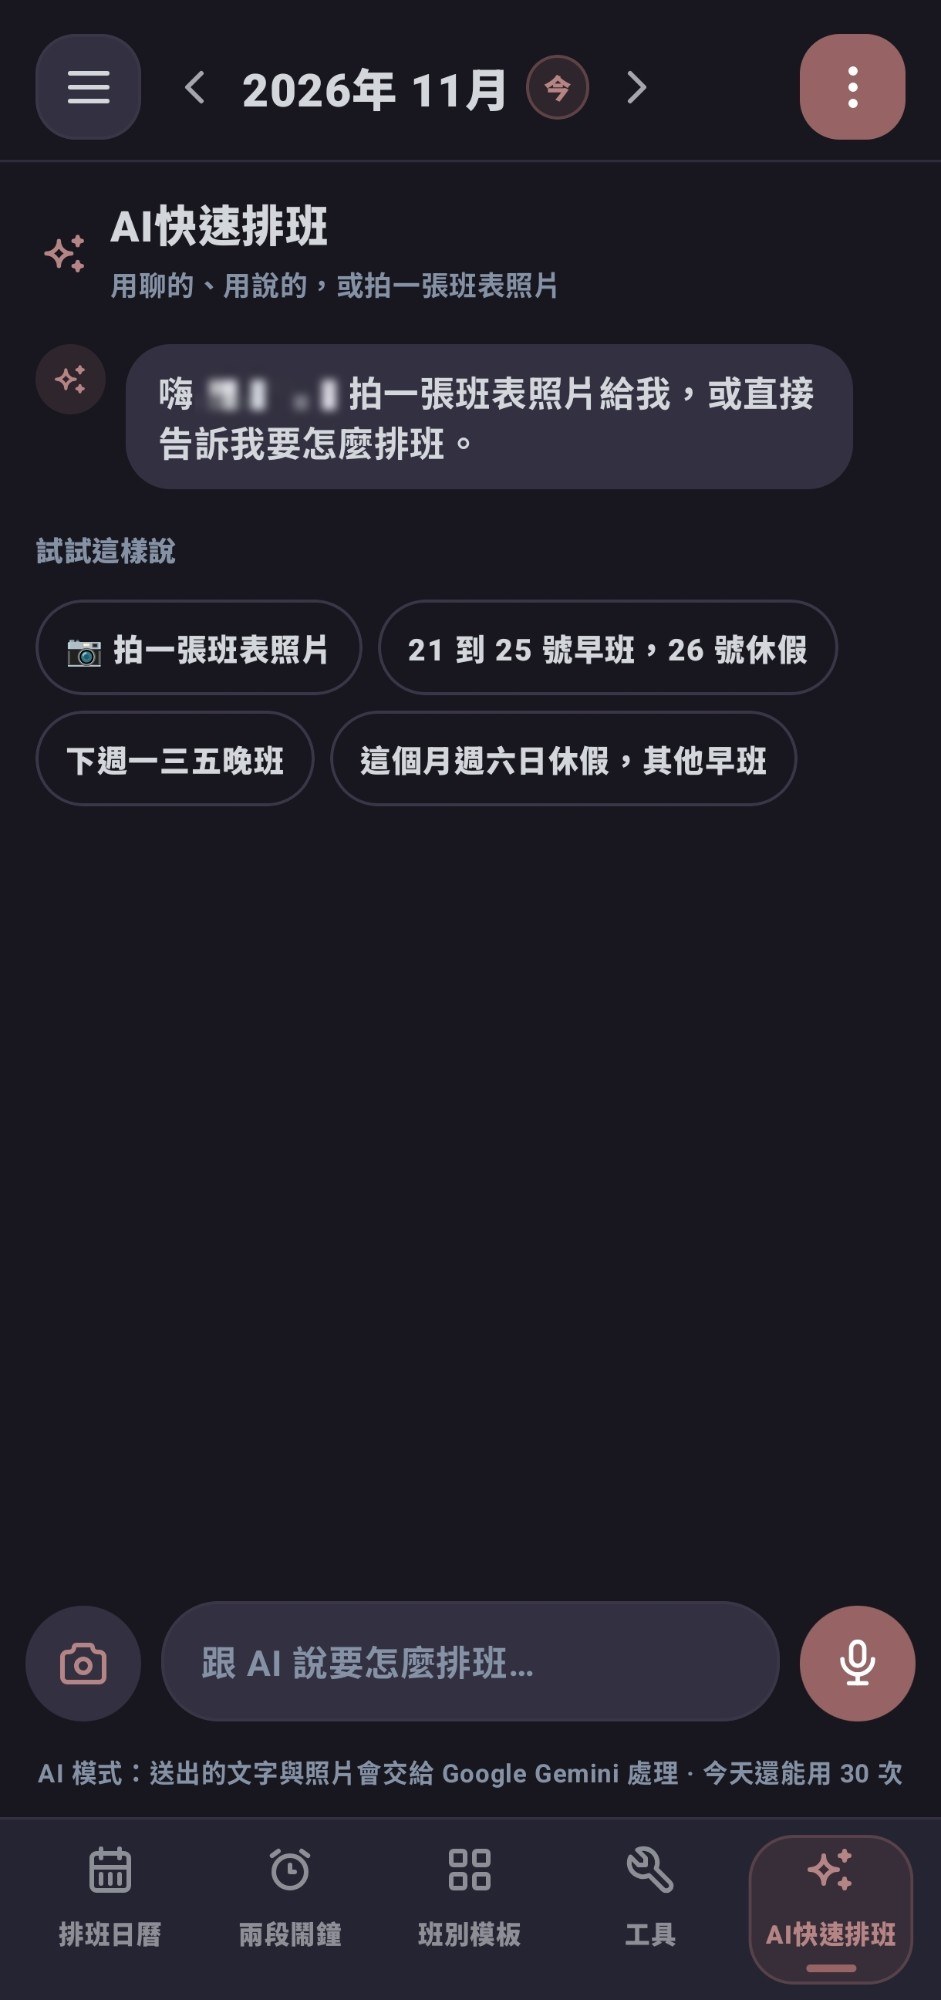 2026年 11月 今
AI快速排班
用聊的、用說的，或拍一張班表照片
嗨 拍一張班表照片給我，或直接
告訴我要怎麼排班。
試試這樣說
拍一張班表照片
21 到 25 號早班，26 號休假
下週一三五晚班
這個月週六日休假，其他早班
跟 AI 說要怎麼排班…
AI 模式：送出的文字與照片會交給 Google Gemini 處理 · 今天還能用 30 次
排班日曆
兩段鬧鐘
班別模板
工具
AI快速排班